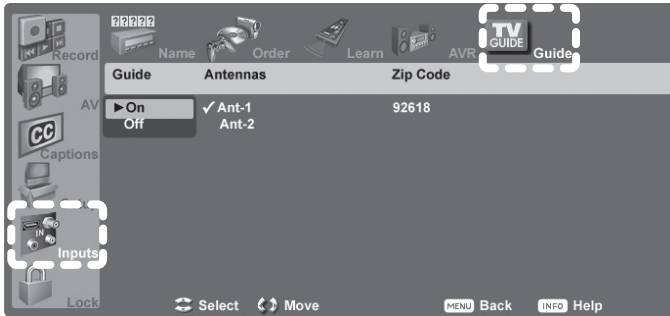 ?????
Record Name Order Learn AVR TV GUIDE Guide
Guide Antennas Zip Code
AV
►On ✓Ant-1 92618
Off Ant-2
CC
Captions
IN
Inputs
Lock
Select Move MENU Back INFO Help